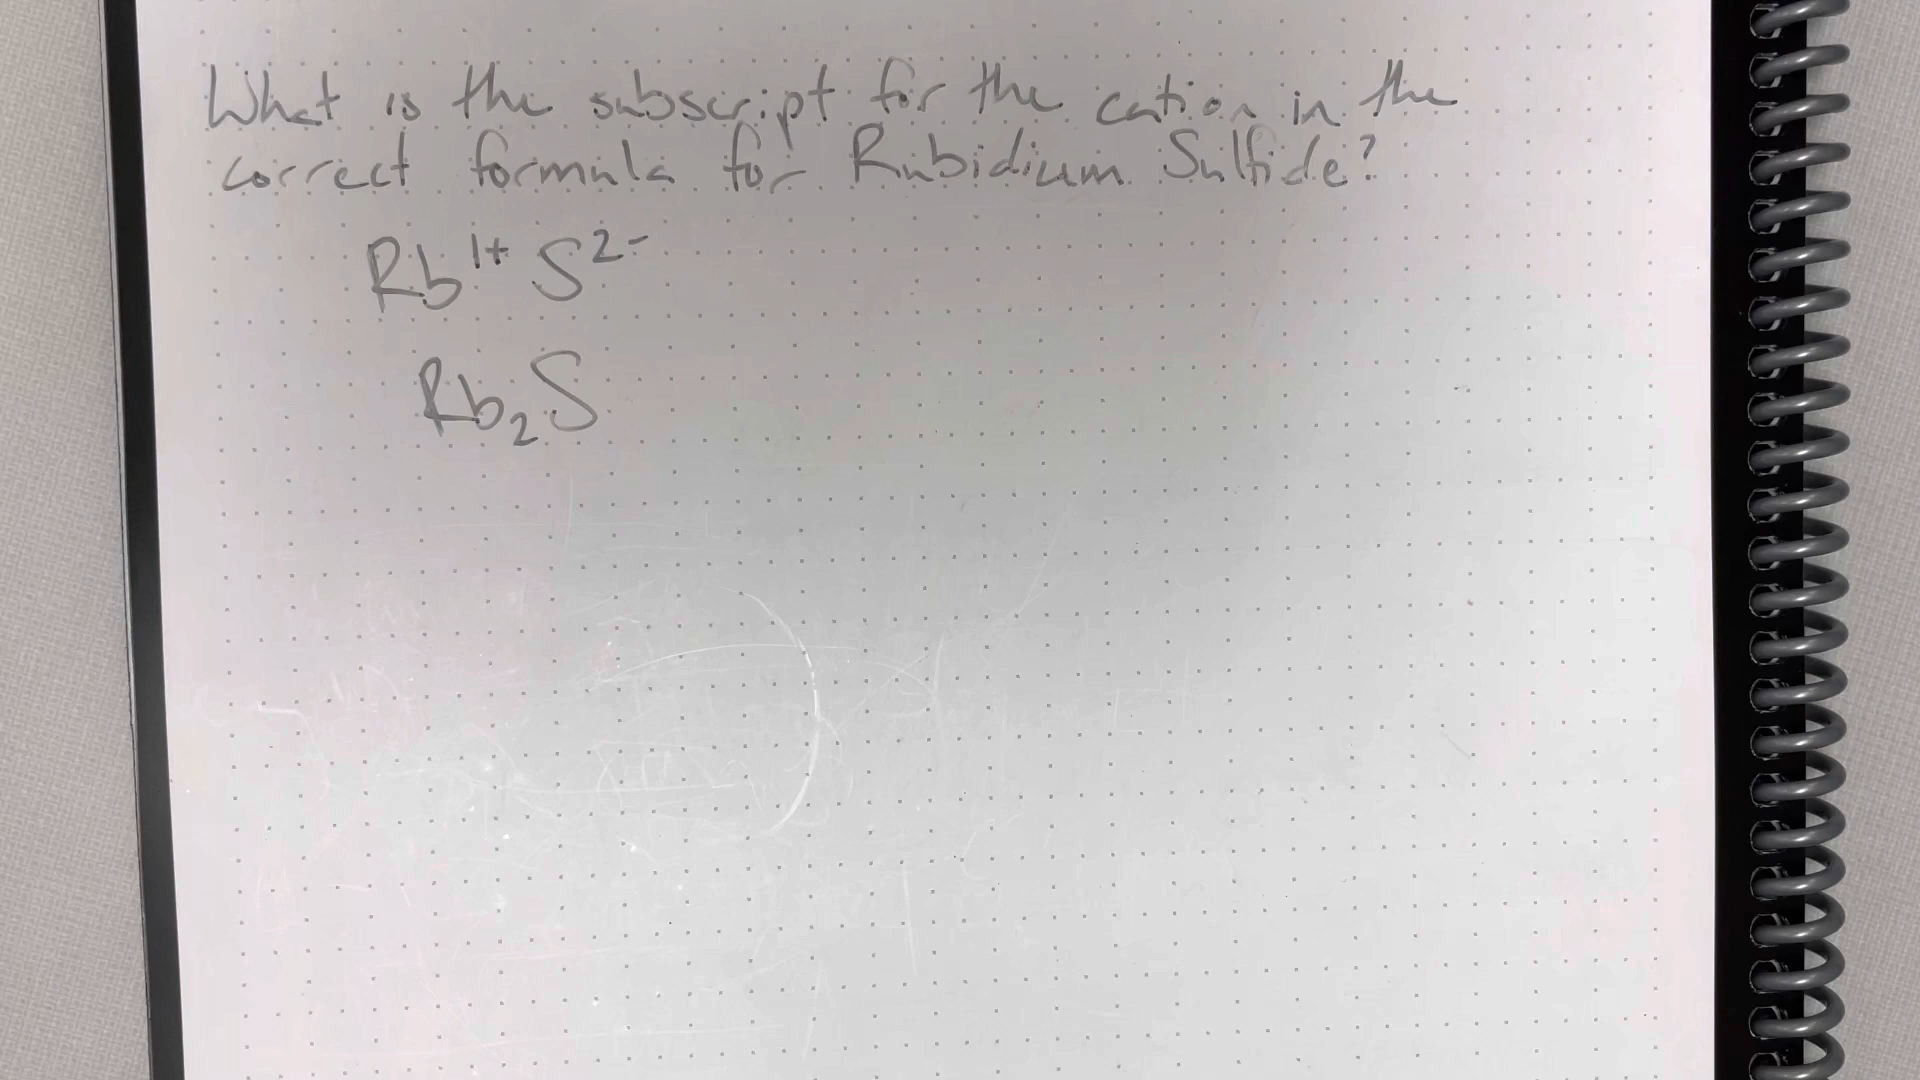 What is the subscript for the cation in the
correct formula for Rubidium Sulfide?
Rb¹⁺ S²⁻
Rb₂S